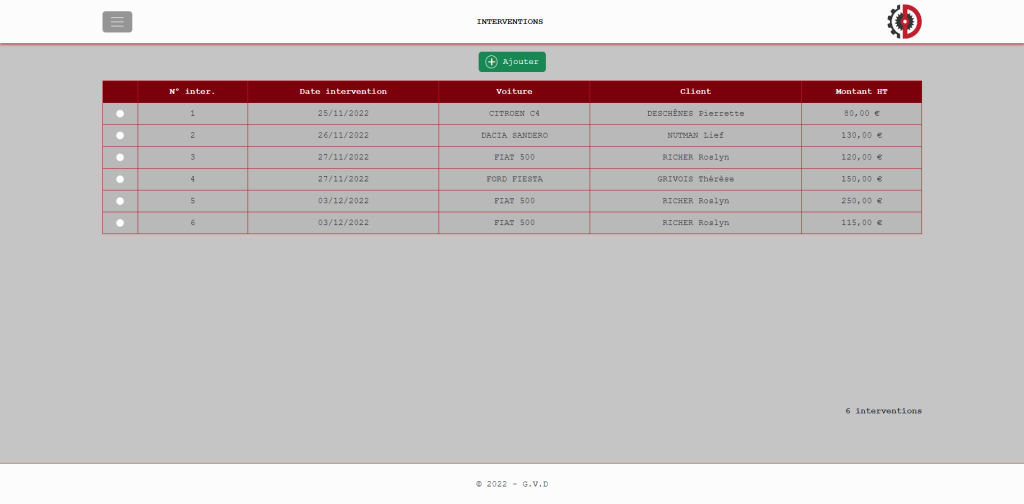 INTERVENTIONS
Ajouter
N° inter. Date intervention Voiture Client Montant HT
1 25/11/2022 CITROEN C4 DESCHÊNES Pierrette 80,00 €
2 26/11/2022 DACIA SANDERO NUTMAN Lief 130,00 €
3 27/11/2022 FIAT 500 RICHER Roslyn 120,00 €
4 27/11/2022 FORD FIESTA GRIVOIS Thérèse 150,00 €
5 03/12/2022 FIAT 500 RICHER Roslyn 250,00 €
6 03/12/2022 FIAT 500 RICHER Roslyn 115,00 €
6 interventions
© 2022 - G.V.D